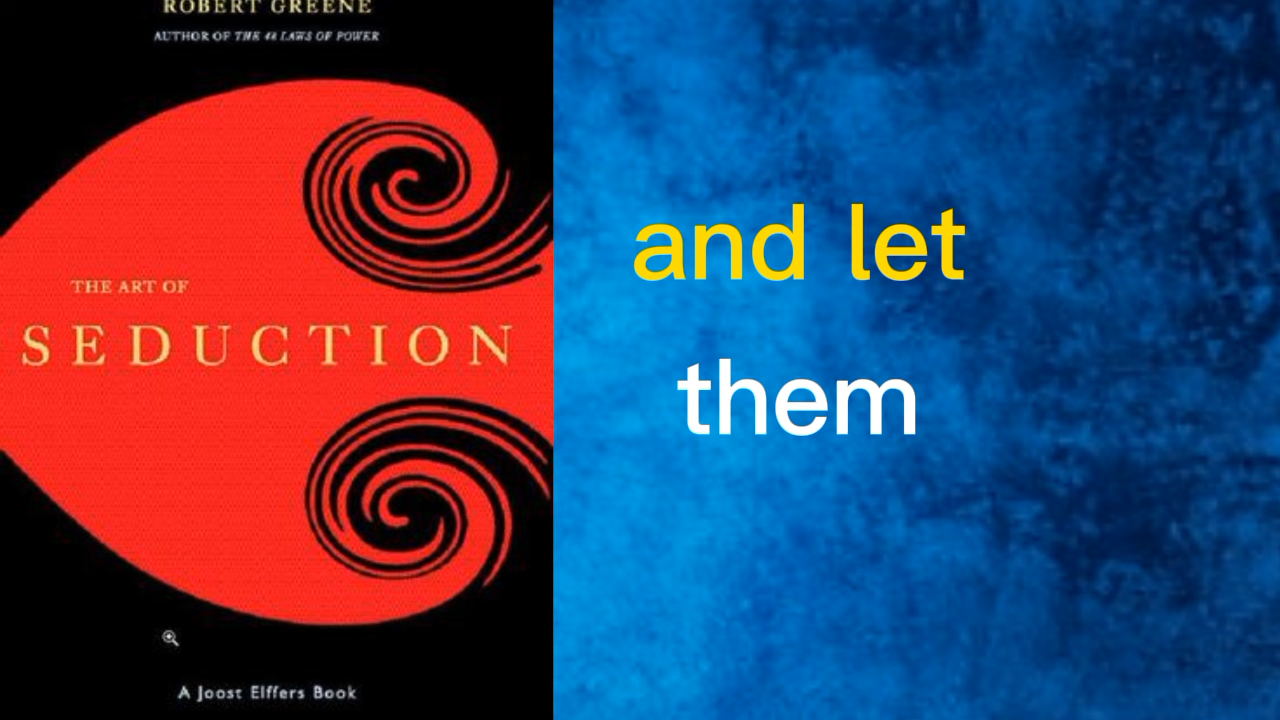 ROBERT GREENE
AUTHOR OF THE 48 LAWS OF POWER
THE ART OF
SEDUCTION
A Joost Elffers Book
and let
them